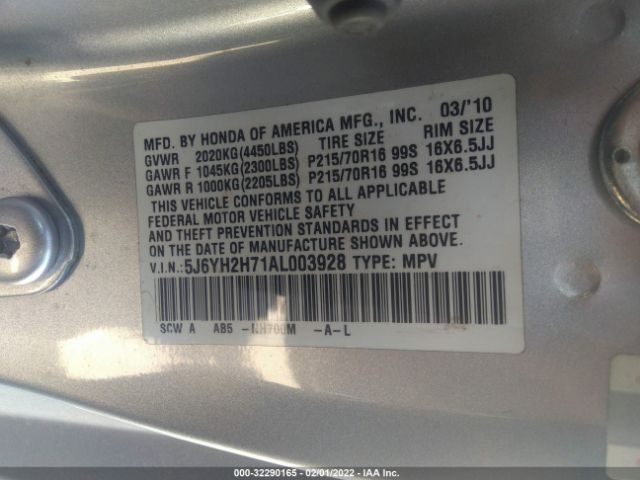 MFD. BY HONDA OF AMERICA MFG., INC. 03/'10
GVWR 2020KG(4450LBS) TIRE SIZE RIM SIZE
GAWR F 1045KG(2300LBS) P215/70R16 99S 16X6.5JJ
GAWR R 1000KG(2205LBS) P215/70R16 99S 16X6.5JJ
THIS VEHICLE CONFORMS TO ALL APPLICABLE
FEDERAL MOTOR VEHICLE SAFETY
AND THEFT PREVENTION STANDARDS IN EFFECT
ON THE DATE OF MANUFACTURE SHOWN ABOVE.
V.I.N.:5J6YH2H71AL003928 TYPE: MPV
SCW A AB5 -NH700M -A-L
000-32290165 - 02/01/2022 - IAA Inc.